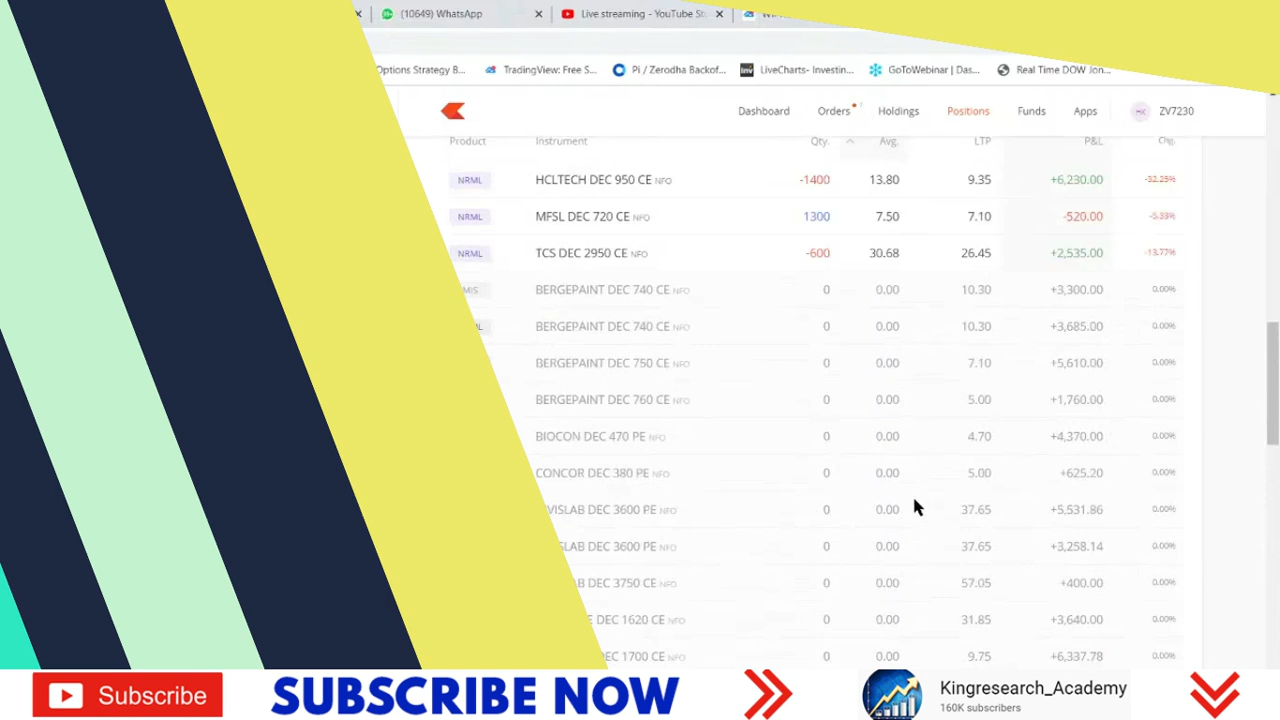 (10649) WhatsApp
Live streaming - YouTube St
Options Strategy B...
TradingView: Free S...
Pi / Zerodha Backof...
LiveCharts- Investin...
GoToWebinar | Das...
Real Time DOW Jon...
Dashboard Orders Holdings Positions Funds Apps HK ZV7230
Product Instrument Qty. Avg. LTP P&L Chg.
NRML HCLTECH DEC 950 CE NFO -1400 13.80 9.35 +6,230.00 -32.25%
NRML MFSL DEC 720 CE NFO 1300 7.50 7.10 -520.00 -5.33%
NRML TCS DEC 2950 CE NFO -600 30.68 26.45 +2,535.00 -13.77%
MIS BERGEPAINT DEC 740 CE NFO 0 0.00 10.30 +3,300.00 0.00%
L BERGEPAINT DEC 740 CE NFO 0 0.00 10.30 +3,685.00 0.00%
BERGEPAINT DEC 750 CE NFO 0 0.00 7.10 +5,610.00 0.00%
BERGEPAINT DEC 760 CE NFO 0 0.00 5.00 +1,760.00 0.00%
BIOCON DEC 470 PE NFO 0 0.00 4.70 +4,370.00 0.00%
CONCOR DEC 380 PE NFO 0 0.00 5.00 +625.20 0.00%
VISLAB DEC 3600 PE NFO 0 0.00 37.65 +5,531.86 0.00%
SLAB DEC 3600 PE NFO 0 0.00 37.65 +3,258.14 0.00%
B DEC 3750 CE NFO 0 0.00 57.05 +400.00 0.00%
E DEC 1620 CE NFO 0 0.00 31.85 +3,640.00 0.00%
EC 1700 CE NFO 0 0.00 9.75 +6,337.78 0.00%
Subscribe
SUBSCRIBE NOW
Kingresearch_Academy
160K subscribers